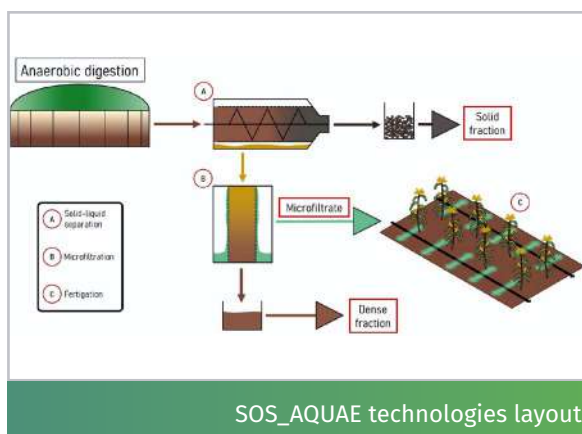 Anaerobic digestion
A
Solid
fraction
B
Microfiltrate
C
A Solid-liquid
separation
B Microfiltration
C Fertigation
Dense
fraction
SOS_AQUAE technologies layout